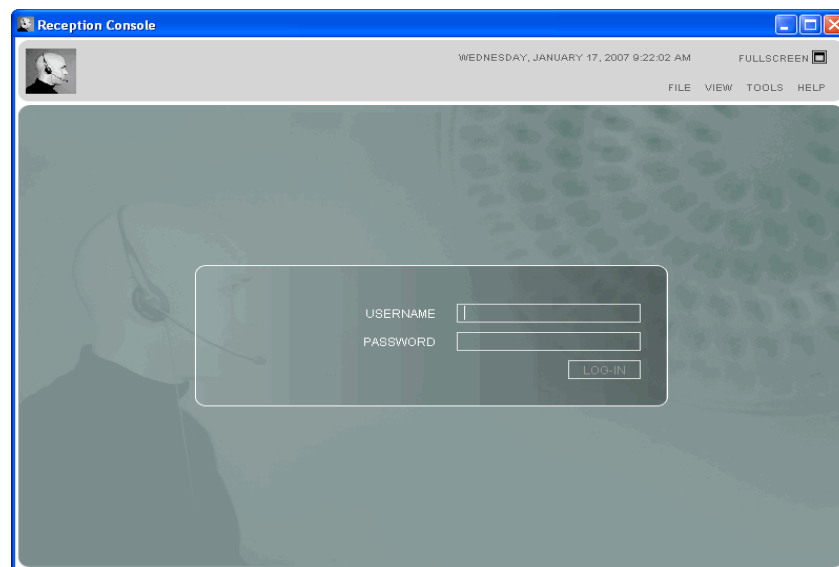 Reception Console
WEDNESDAY, JANUARY 17, 2007 9:22:02 AM FULLSCREEN
FILE VIEW TOOLS HELP
USERNAME
PASSWORD
LOG-IN